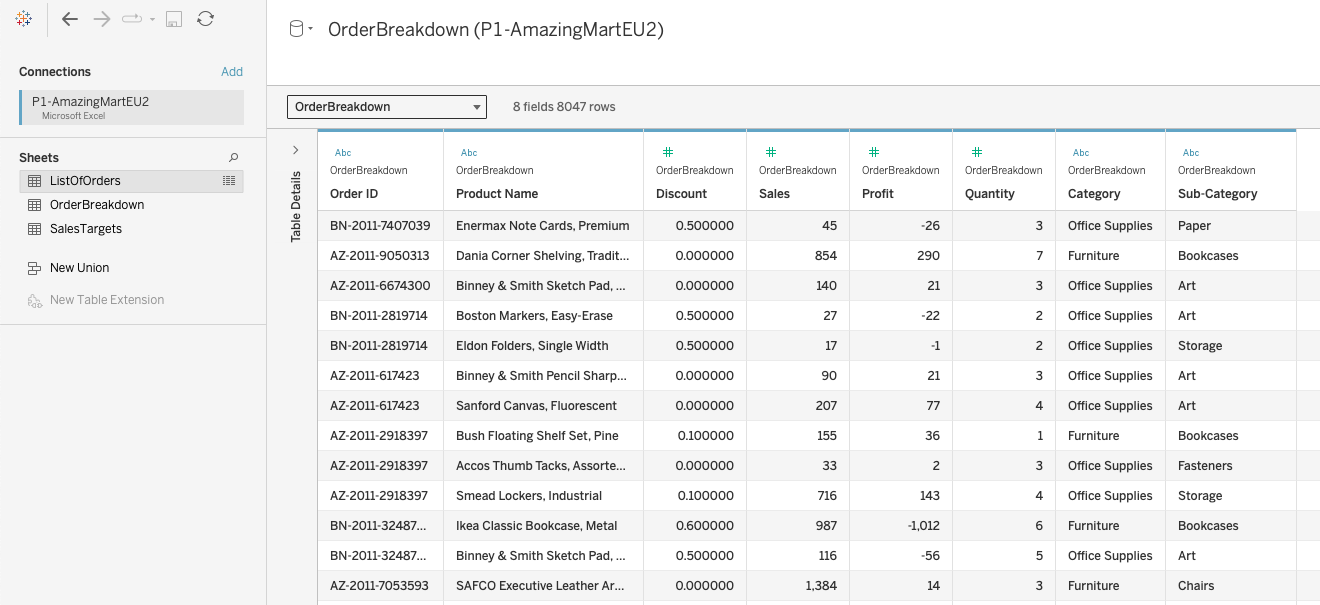 OrderBreakdown (P1-AmazingMartEU2)
Connections Add
P1-AmazingMartEU2
Microsoft Excel
Sheets
ListOfOrders
OrderBreakdown
SalesTargets
New Union
New Table Extension
OrderBreakdown 8 fields 8047 rows
Table Details
Abc Abc # # # # Abc Abc
OrderBreakdown OrderBreakdown OrderBreakdown OrderBreakdown OrderBreakdown OrderBreakdown OrderBreakdown OrderBreakdown
Order ID Product Name Discount Sales Profit Quantity Category Sub-Category
BN-2011-7407039 Enermax Note Cards, Premium 0.500000 45 -26 3 Office Supplies Paper
AZ-2011-9050313 Dania Corner Shelving, Tradit... 0.000000 854 290 7 Furniture Bookcases
AZ-2011-6674300 Binney & Smith Sketch Pad, ... 0.000000 140 21 3 Office Supplies Art
BN-2011-2819714 Boston Markers, Easy-Erase 0.500000 27 -22 2 Office Supplies Art
BN-2011-2819714 Eldon Folders, Single Width 0.500000 17 -1 2 Office Supplies Storage
AZ-2011-617423 Binney & Smith Pencil Sharp... 0.000000 90 21 3 Office Supplies Art
AZ-2011-617423 Sanford Canvas, Fluorescent 0.000000 207 77 4 Office Supplies Art
AZ-2011-2918397 Bush Floating Shelf Set, Pine 0.100000 155 36 1 Furniture Bookcases
AZ-2011-2918397 Accos Thumb Tacks, Assorte... 0.000000 33 2 3 Office Supplies Fasteners
AZ-2011-2918397 Smead Lockers, Industrial 0.100000 716 143 4 Office Supplies Storage
BN-2011-32487... Ikea Classic Bookcase, Metal 0.600000 987 -1,012 6 Furniture Bookcases
BN-2011-32487... Binney & Smith Sketch Pad, ... 0.500000 116 -56 5 Office Supplies Art
AZ-2011-7053593 SAFCO Executive Leather Ar... 0.000000 1,384 14 3 Furniture Chairs